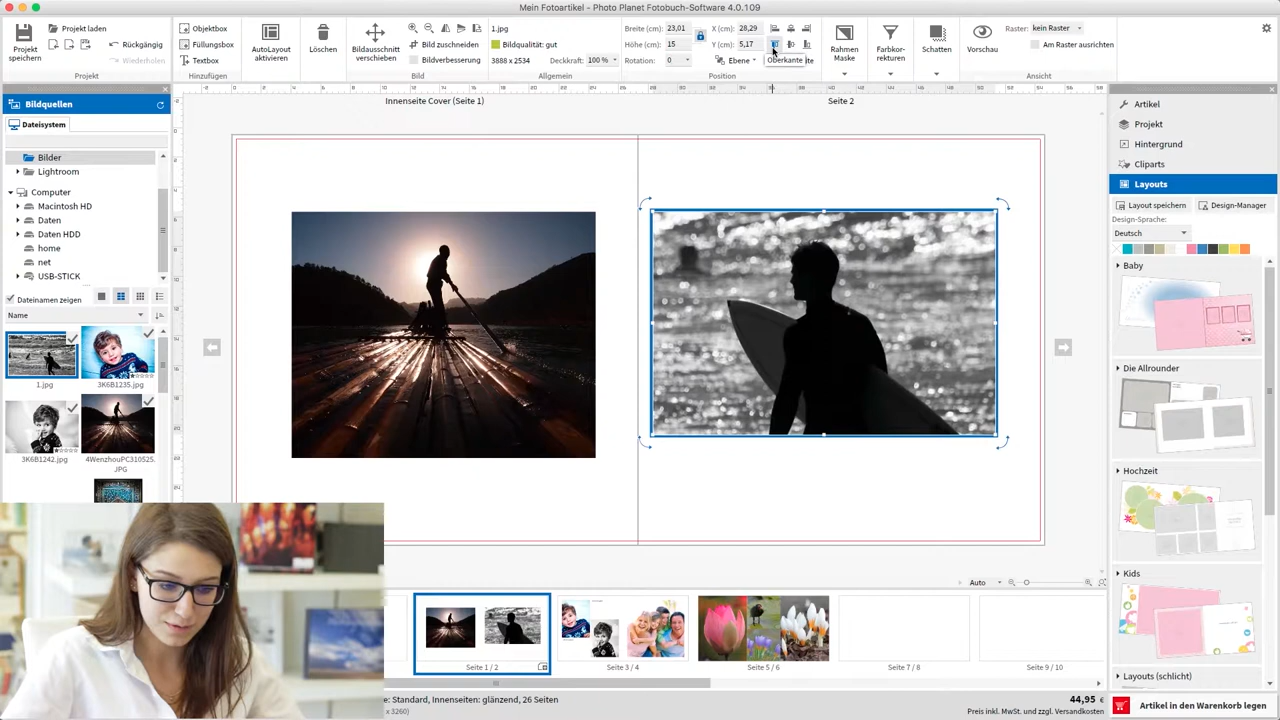 Mein Fotoartikel - Photo Planet Fotobuch-Software 4.0.109
Projekt speichern
Projekt laden
Rückgängig
Wiederholen
Projekt
Objektbox
Füllungsbox
Textbox
Hinzufügen
AutoLayout aktivieren
Löschen
Bildausschnitt verschieben
Bild zuschneiden
Bildverbesserung
Bild
1.jpg
Bildqualität: gut
3888 x 2534
Deckkraft: 100 %
Allgemein
Breite (cm): 23,01
Höhe (cm): 15
Rotation: 0
X (cm): 28,29
Y (cm): 5,17
Ebene
Oberkante
Position
Rahmen Maske
Farbkor-rekturen
Schatten
Vorschau
Raster: kein Raster
Am Raster ausrichten
Ansicht
Bildquellen
Dateisystem
Bilder
Lightroom
Computer
Macintosh HD
Daten
Daten HDD
home
net
USB-STICK
Dateinamen zeigen
Name
1.jpg
3K6B1235.jpg
3K6B1242.jpg
4WenzhouPC310525.JPG
Innenseite Cover (Seite 1)
Seite 2
Auto
Seite 1 / 2
Seite 3 / 4
Seite 5 / 6
Seite 7 / 8
Seite 9 / 10
e: Standard, Innenseiten: glänzend, 26 Seiten
x 3260)
44,95 €
Preis inkl. MwSt. und zzgl. Versandkosten
Artikel
Projekt
Hintergrund
Cliparts
Layouts
Layout speichern
Design-Manager
Design-Sprache:
Deutsch
Baby
Die Allrounder
Hochzeit
Kids
Layouts (schlicht)
Artikel in den Warenkorb legen